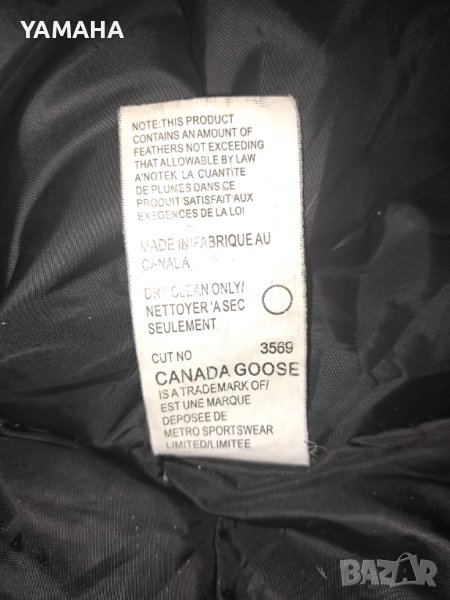 YAMAHA
NOTE:THIS PRODUCT
CONTAINS AN AMOUNT OF
FEATHERS NOT EXCEEDING
THAT ALLOWABLE BY LAW
A'NOTEK LA CUANTITE
DE PLUMES DANS CE
PRODUIT SATISFAIT AUX
EXEGENCES DE LA LOI
MADE IN/FABRIQUE AU
CANADA
DRY CLEAN ONLY/
NETTOYER 'A SEC
SEULEMENT
CUT NO 3569
CANADA GOOSE
IS A TRADEMARK OF/
EST UNE MARQUE
DEPOSEE DE
METRO SPORTSWEAR
LIMITED/LIMITEE
BAZAR